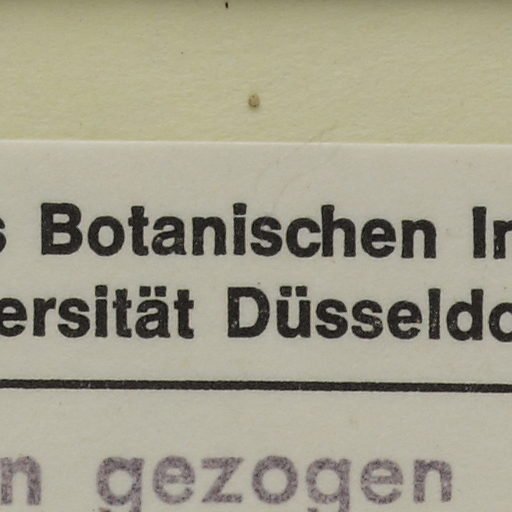 s Botanischen In
ersität Düsseldo
n gezogen